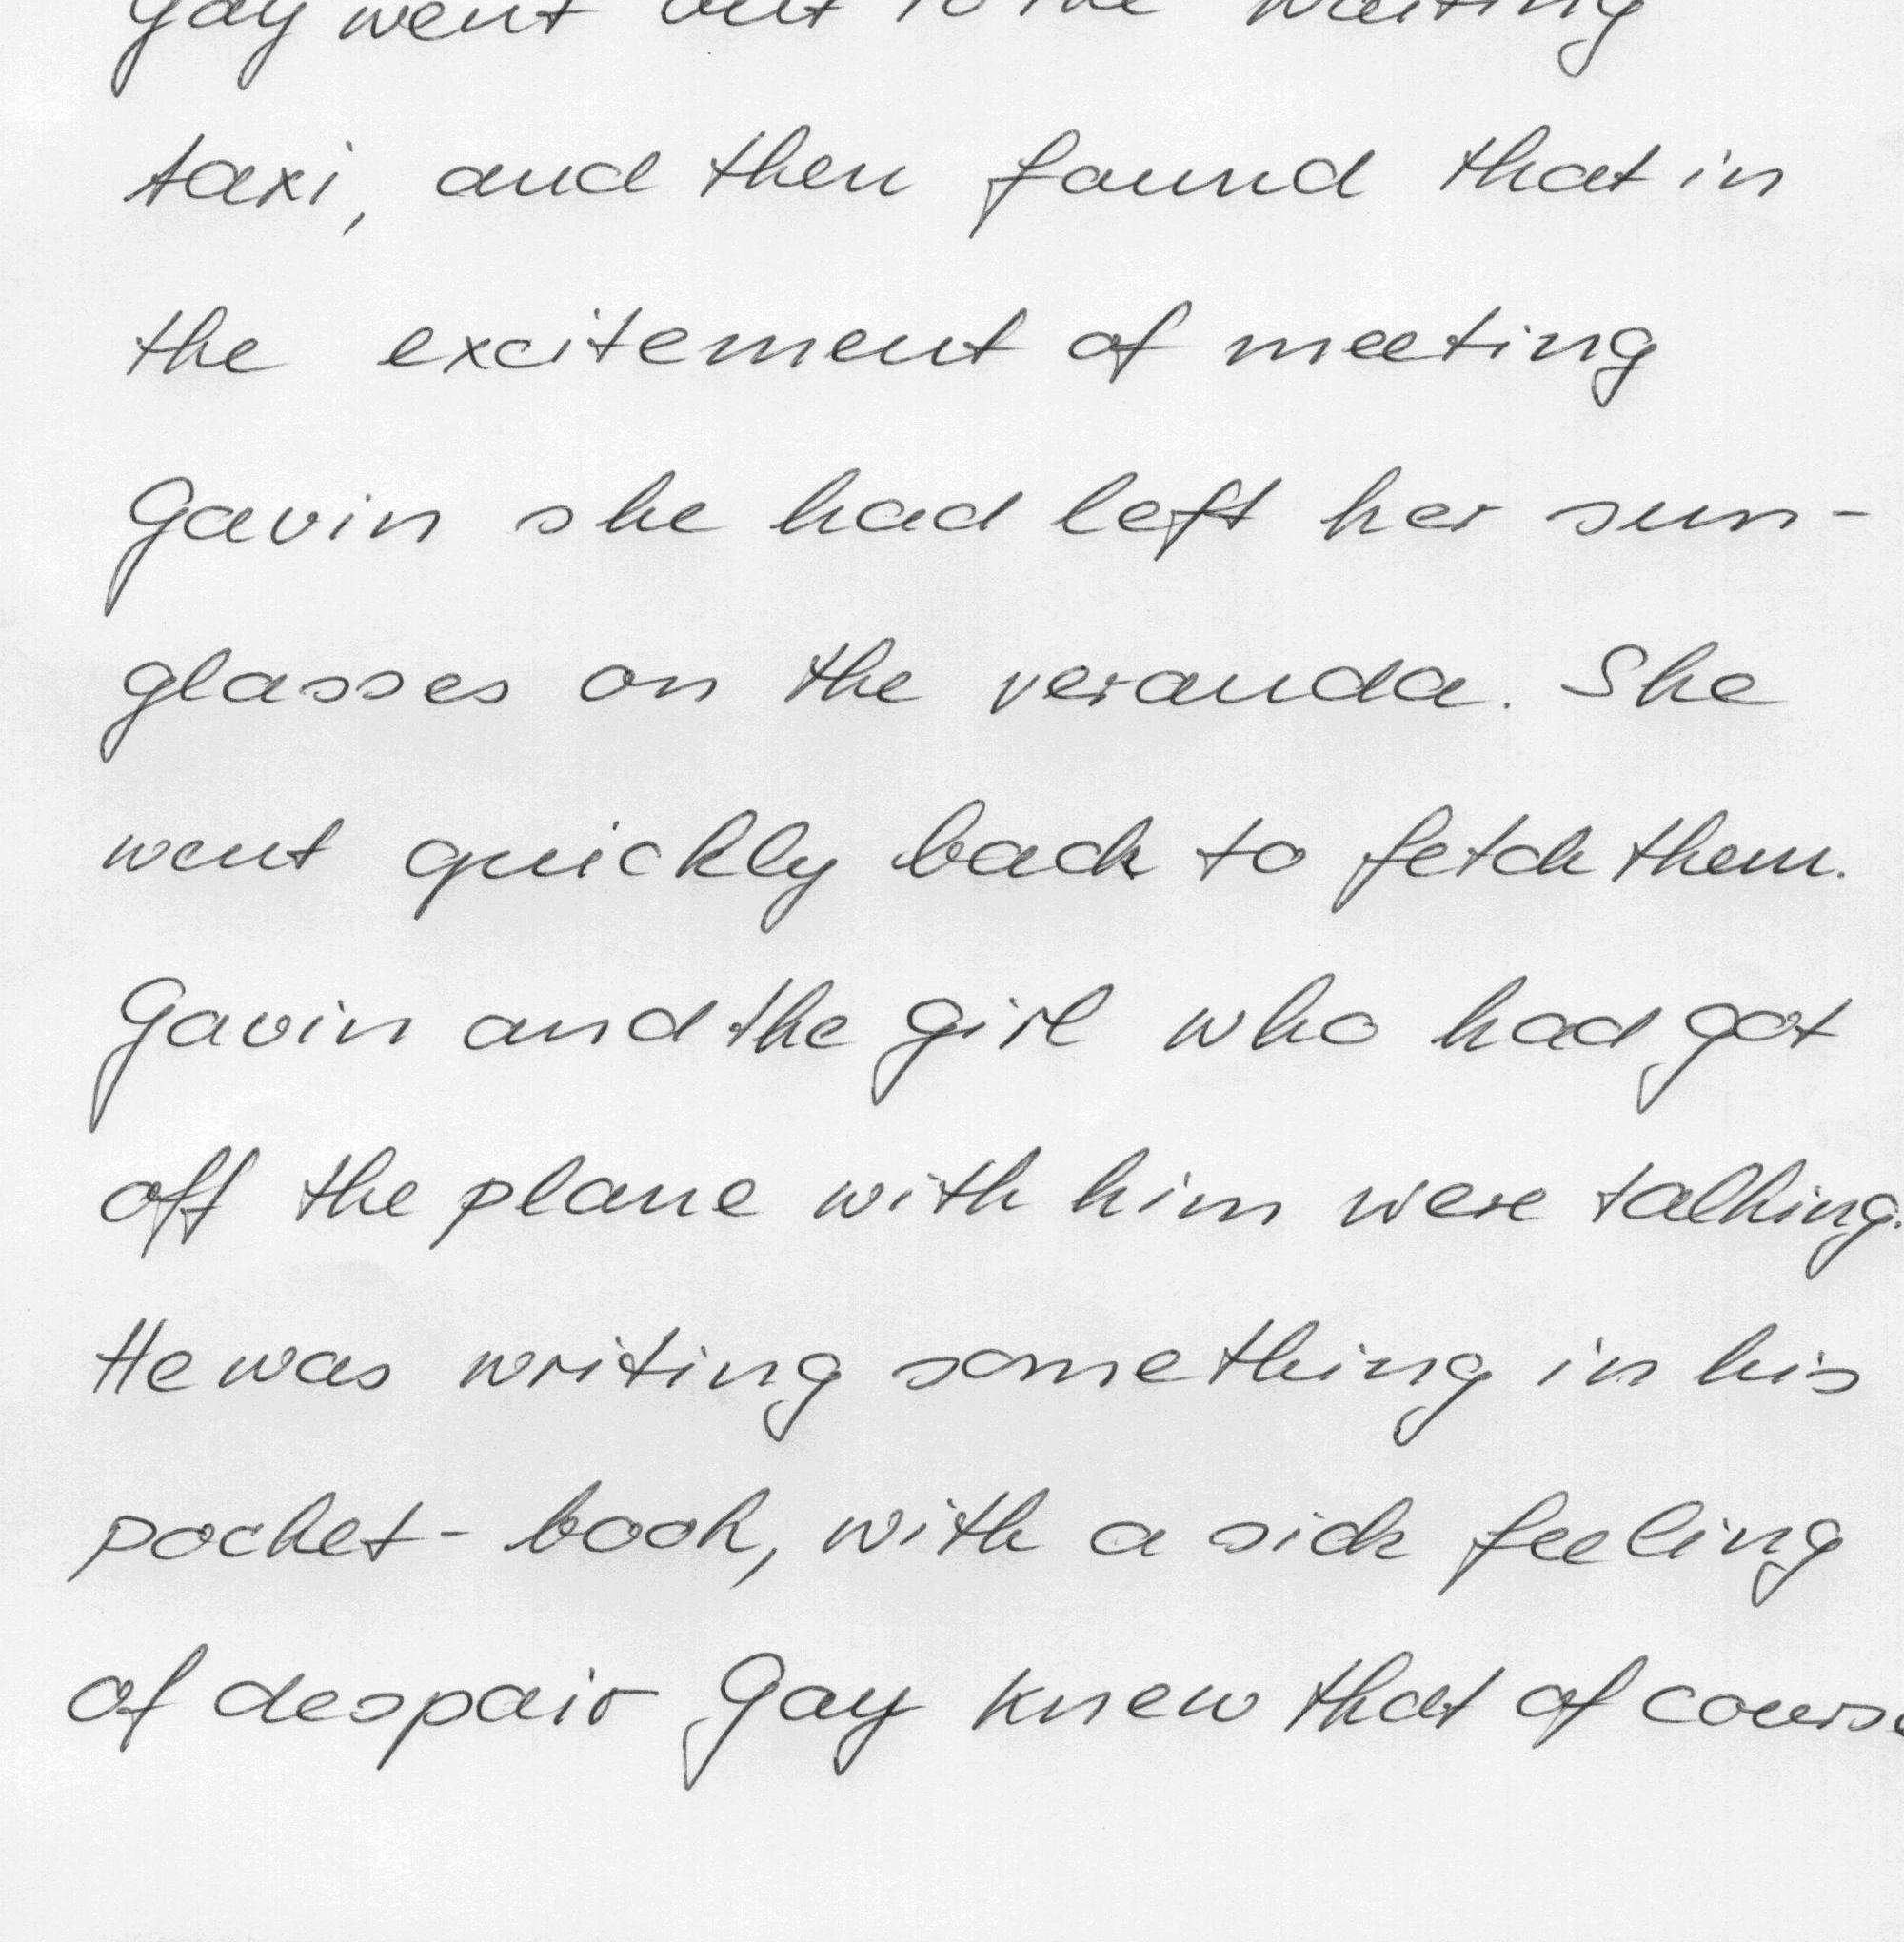 Gay went out to the waiting
taxi, and then found that in
the excitement of meeting
Gavin she had left her sun-
glasses on the veranda. She
went quickly back to fetch them.
Gavin and the girl who had got
off the plane with him were talking.
He was writing something in his
pocket-book, with a sick feeling
of despair Gay knew that of course